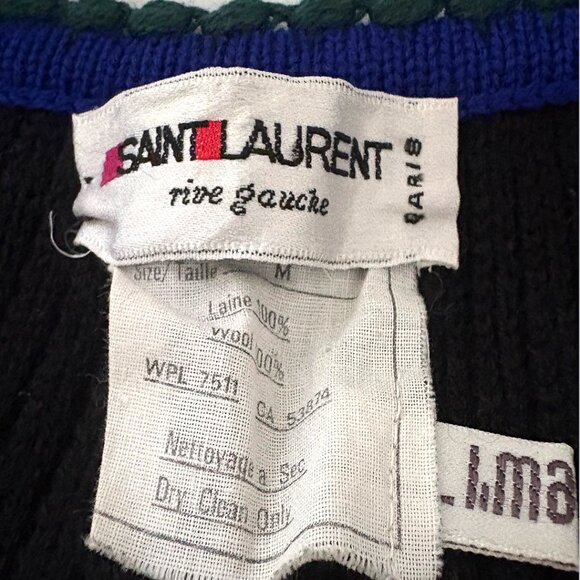 SAINT LAURENT
rive gauche
PARIS
Size/Taille M
Laine 100%
Wool 100%
WPL 7511 CA 53874
Nettoyade a Sec
Dry Clean Only